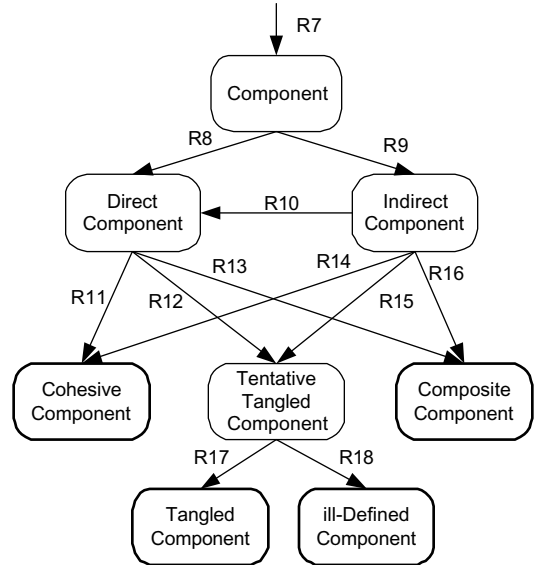 R7
Component
R8
R9
Direct
Component
R10
Indirect
Component
R11
R12
R13
R14
R15
R16
Cohesive
Component
Tentative
Tangled
Component
Composite
Component
R17
R18
Tangled
Component
ill-Defined
Component